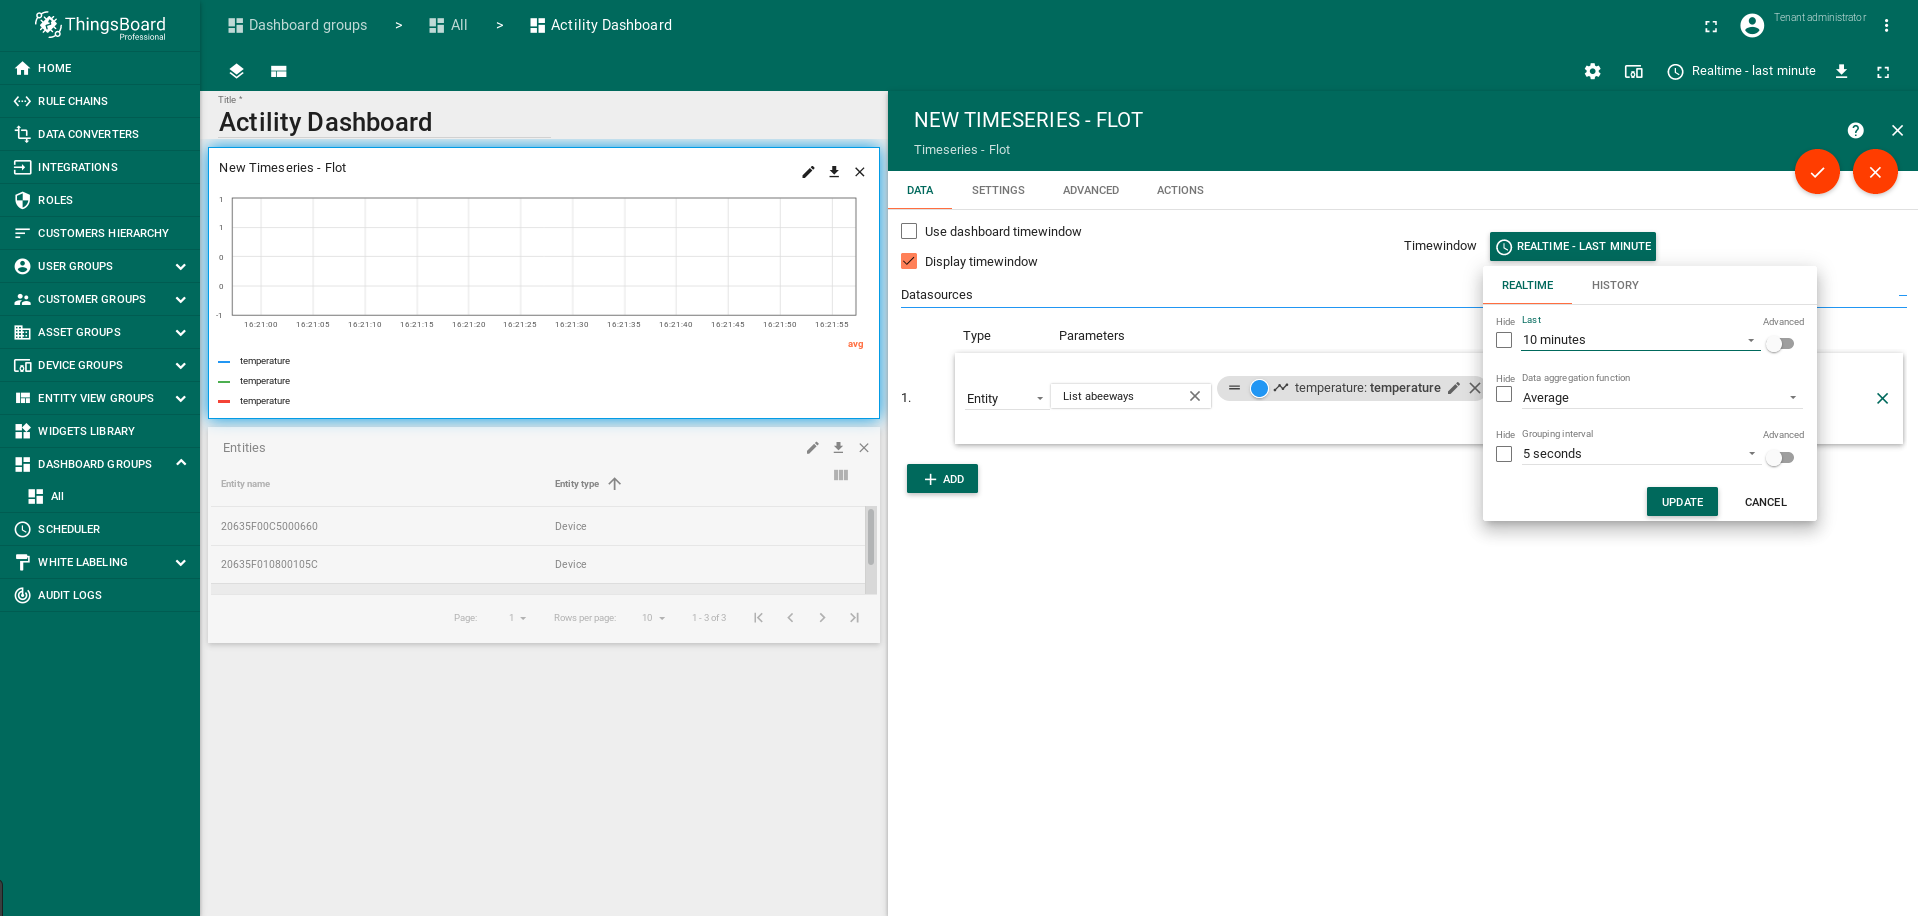 ThingsBoard
Professional
Dashboard groups > All > Actility Dashboard
Tenant administrator
Realtime - last minute
HOME
RULE CHAINS
DATA CONVERTERS
INTEGRATIONS
ROLES
CUSTOMERS HIERARCHY
USER GROUPS
CUSTOMER GROUPS
ASSET GROUPS
DEVICE GROUPS
ENTITY VIEW GROUPS
WIDGETS LIBRARY
DASHBOARD GROUPS
All
SCHEDULER
WHITE LABELING
AUDIT LOGS
Title *
Actility Dashboard
New Timeseries - Flot
1
1
0
0
-1
16:21:00 16:21:05 16:21:10 16:21:15 16:21:20 16:21:25 16:21:30 16:21:35 16:21:40 16:21:45 16:21:50 16:21:55
avg
temperature
temperature
temperature
Entities
Entity name Entity type
20635F00C5000660 Device
20635F010800105C Device
Page: 1 Rows per page: 10 1 - 3 of 3
NEW TIMESERIES - FLOT
Timeseries - Flot
DATA SETTINGS ADVANCED ACTIONS
Use dashboard timewindow
Display timewindow
Timewindow REALTIME - LAST MINUTE
Datasources
Type Parameters
1. Entity List abeeways temperature: temperature
ADD
REALTIME HISTORY
Hide Last Advanced
10 minutes
Hide Data aggregation function
Average
Hide Grouping interval Advanced
5 seconds
UPDATE CANCEL